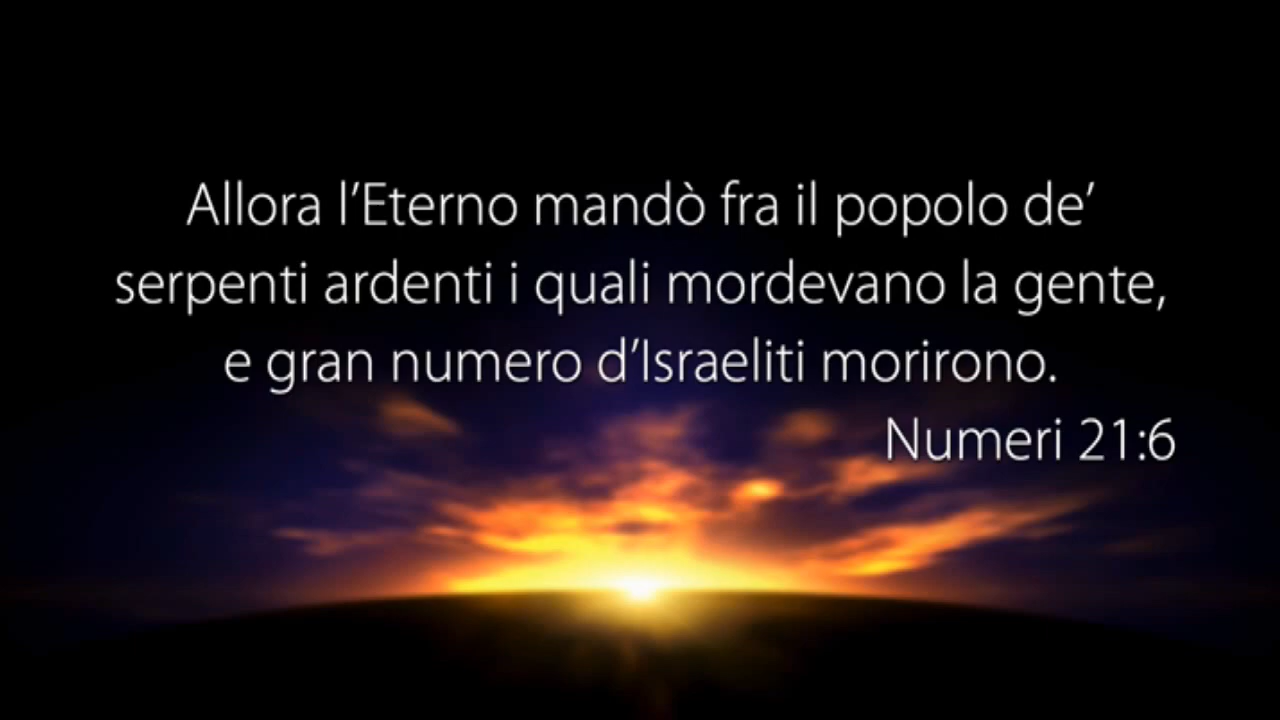 Allora l’Eterno mandò fra il popolo de’
serpenti ardenti i quali mordevano la gente,
e gran numero d’Israeliti morirono.
Numeri 21:6